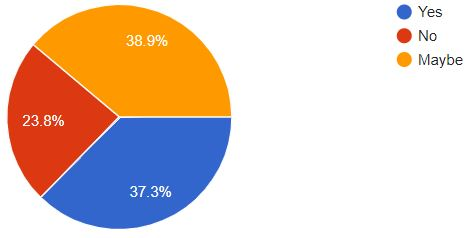 Yes
No
Maybe
38.9%
23.8%
37.3%